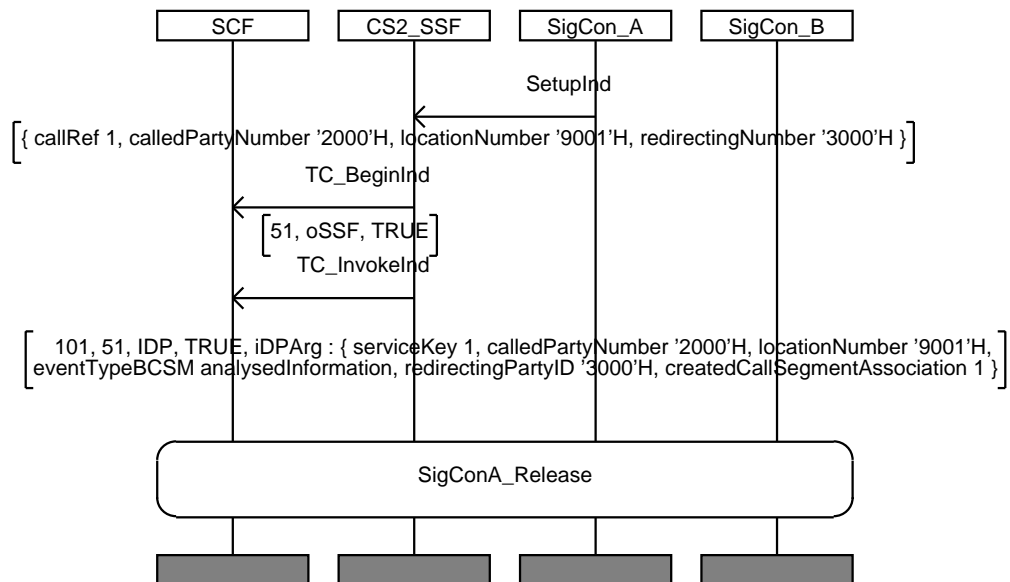 SCF CS2_SSF SigCon_A SigCon_B
SetupInd
{ callRef 1, calledPartyNumber '2000'H, locationNumber '9001'H, redirectingNumber '3000'H }
TC_BeginInd
51, oSSF, TRUE
TC_InvokeInd
101, 51, IDP, TRUE, iDPArg : { serviceKey 1, calledPartyNumber '2000'H, locationNumber '9001'H,
eventTypeBCSM analysedInformation, redirectingPartyID '3000'H, createdCallSegmentAssociation 1 }
SigConA_Release